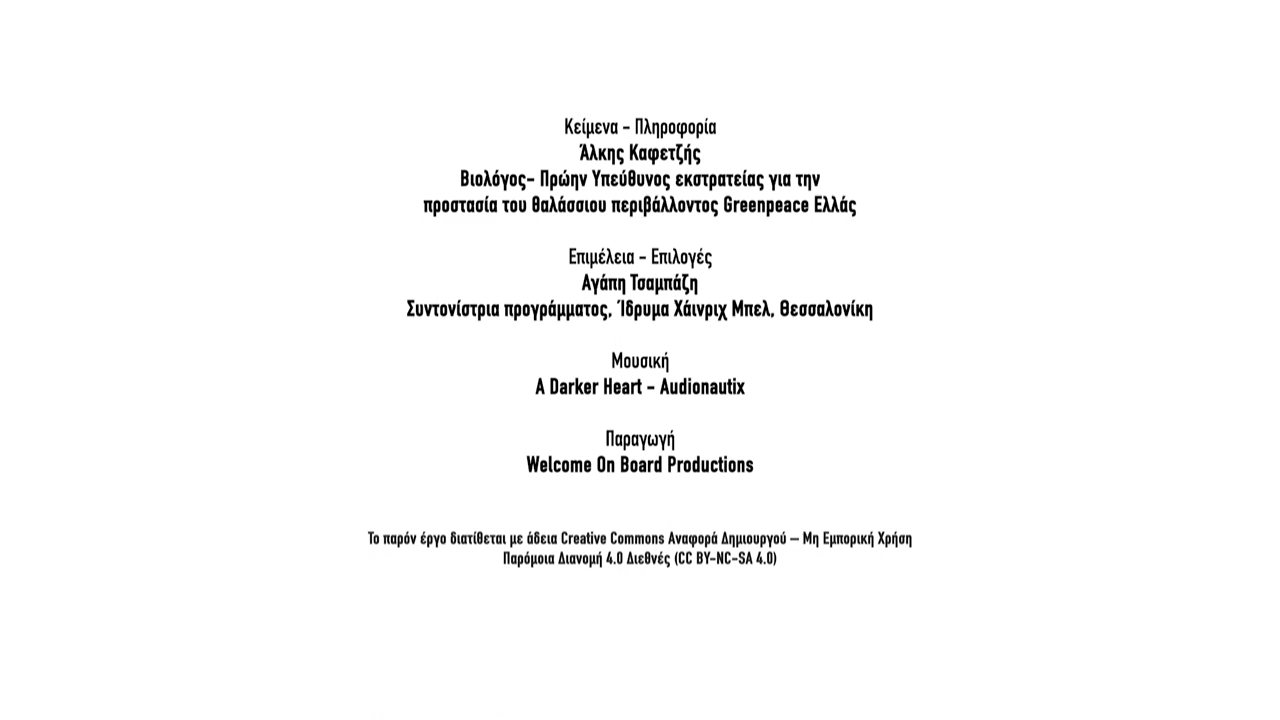 Κείμενα - Πληροφορία
Άλκης Καφετζής
Βιολόγος- Πρώην Υπεύθυνος εκστρατείας για την
προστασία του θαλάσσιου περιβάλλοντος Greenpeace Ελλάς
Επιμέλεια - Επιλογές
Αγάπη Τσαμπάζη
Συντονίστρια προγράμματος, Ίδρυμα Χάινριχ Μπελ, Θεσσαλονίκη
Μουσική
A Darker Heart - Audionautix
Παραγωγή
Welcome On Board Productions
Το παρόν έργο διατίθεται με άδεια Creative Commons Αναφορά Δημιουργού – Μη Εμπορική Χρήση
Παρόμοια Διανομή 4.0 Διεθνές (CC BY-NC-SA 4.0)